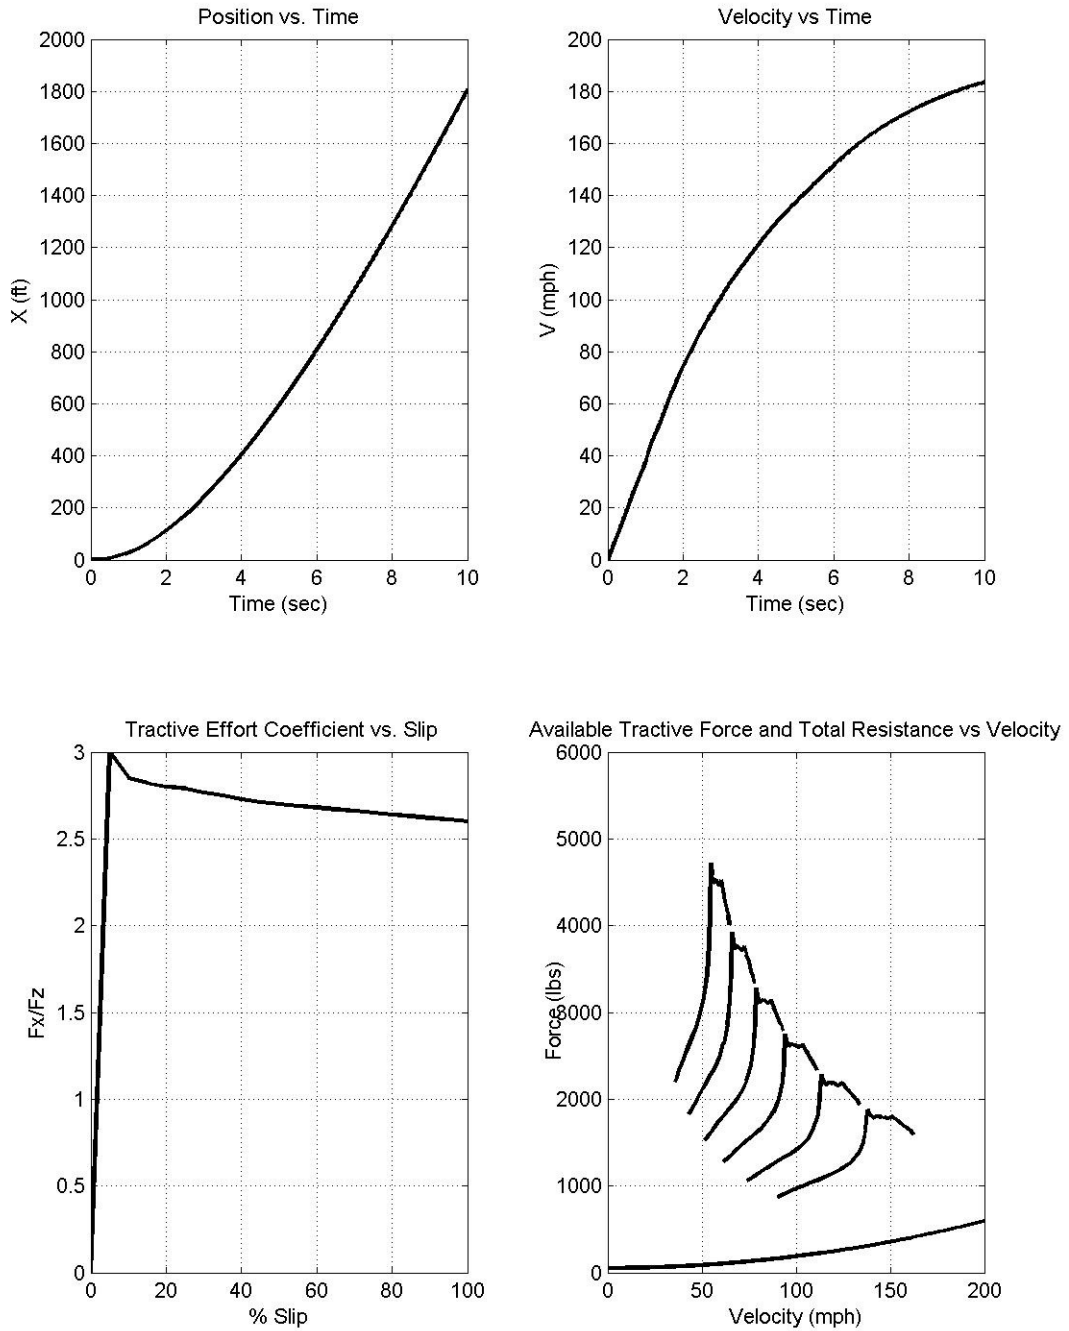 Position vs. Time
2000
1800
1600
1400
1200
1000
800
600
400
200
0
X (ft)
0 2 4 6 8 10
Time (sec)
Velocity vs Time
200
180
160
140
120
100
80
60
40
20
0
V (mph)
0 2 4 6 8 10
Time (sec)
Tractive Effort Coefficient vs. Slip
3
2.5
2
1.5
1
0.5
0
Fx/Fz
0 20 40 60 80 100
% Slip
Available Tractive Force and Total Resistance vs Velocity
6000
5000
4000
3000
2000
1000
0
Force (lbs)
0 50 100 150 200
Velocity (mph)